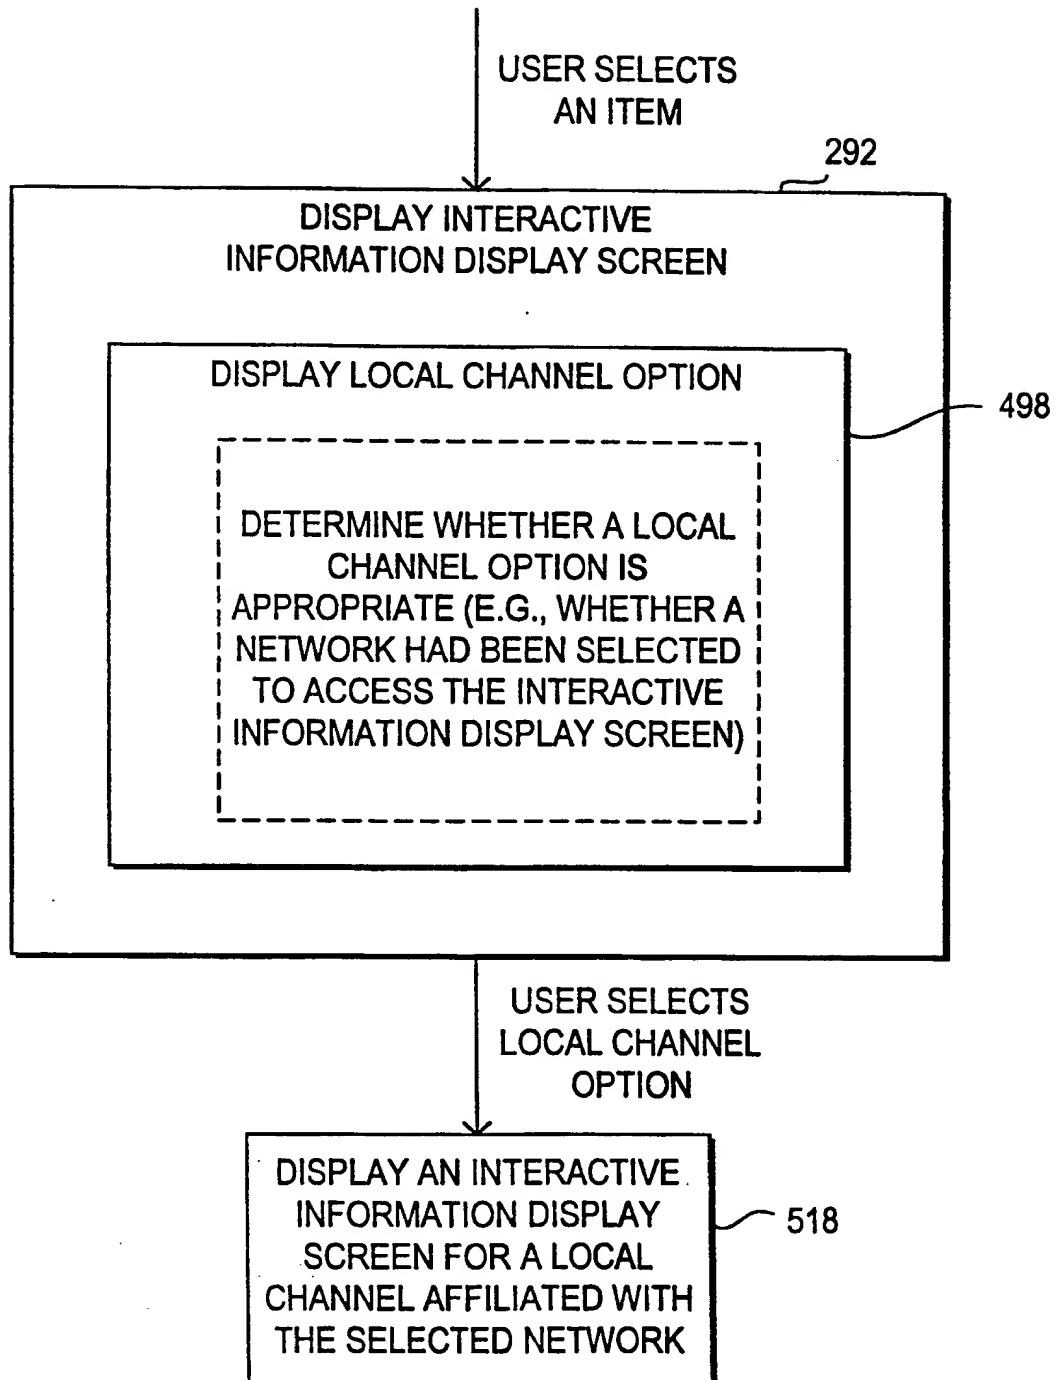 USER SELECTS
AN ITEM
292
DISPLAY INTERACTIVE
INFORMATION DISPLAY SCREEN
DISPLAY LOCAL CHANNEL OPTION
498
DETERMINE WHETHER A LOCAL
CHANNEL OPTION IS
APPROPRIATE (E.G., WHETHER A
NETWORK HAD BEEN SELECTED
TO ACCESS THE INTERACTIVE
INFORMATION DISPLAY SCREEN)
USER SELECTS
LOCAL CHANNEL
OPTION
DISPLAY AN INTERACTIVE
INFORMATION DISPLAY
SCREEN FOR A LOCAL
CHANNEL AFFILIATED WITH
THE SELECTED NETWORK
518